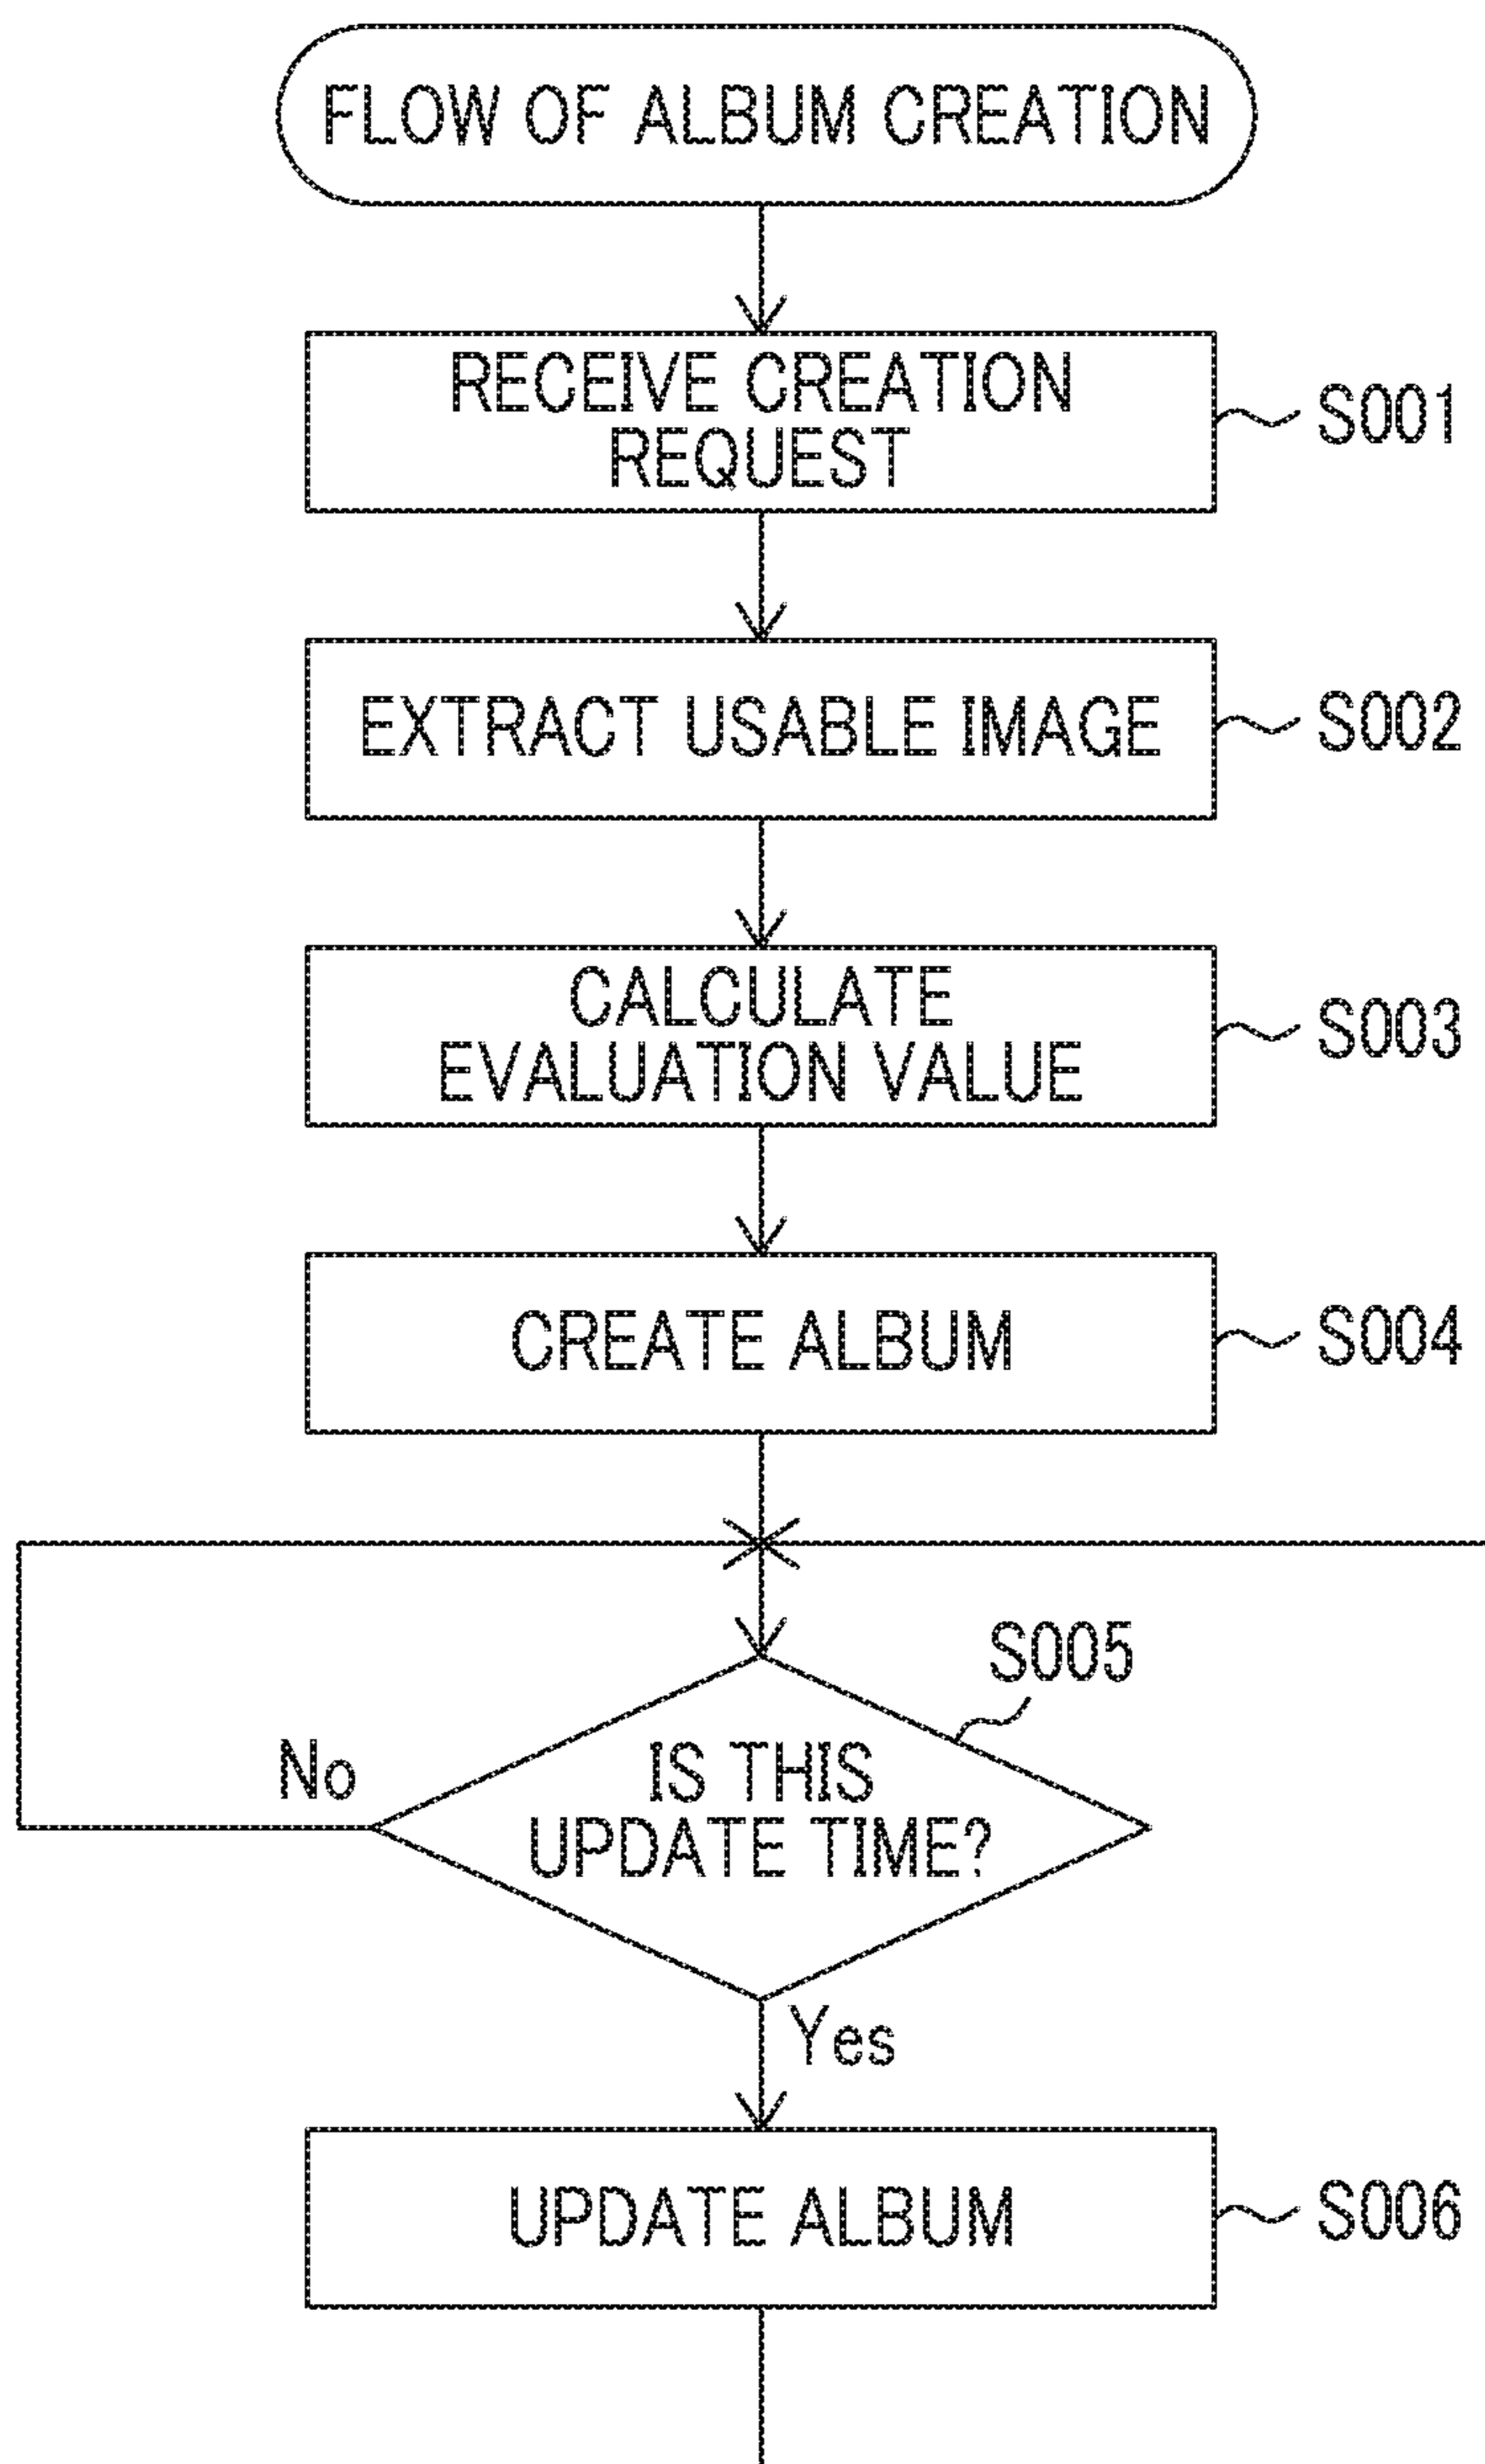 FLOW OF ALBUM CREATION
RECEIVE CREATION
REQUEST
S001
EXTRACT USABLE IMAGE
S002
CALCULATE
EVALUATION VALUE
S003
CREATE ALBUM
S004
S005
IS THIS
UPDATE TIME?
No
Yes
UPDATE ALBUM
S006